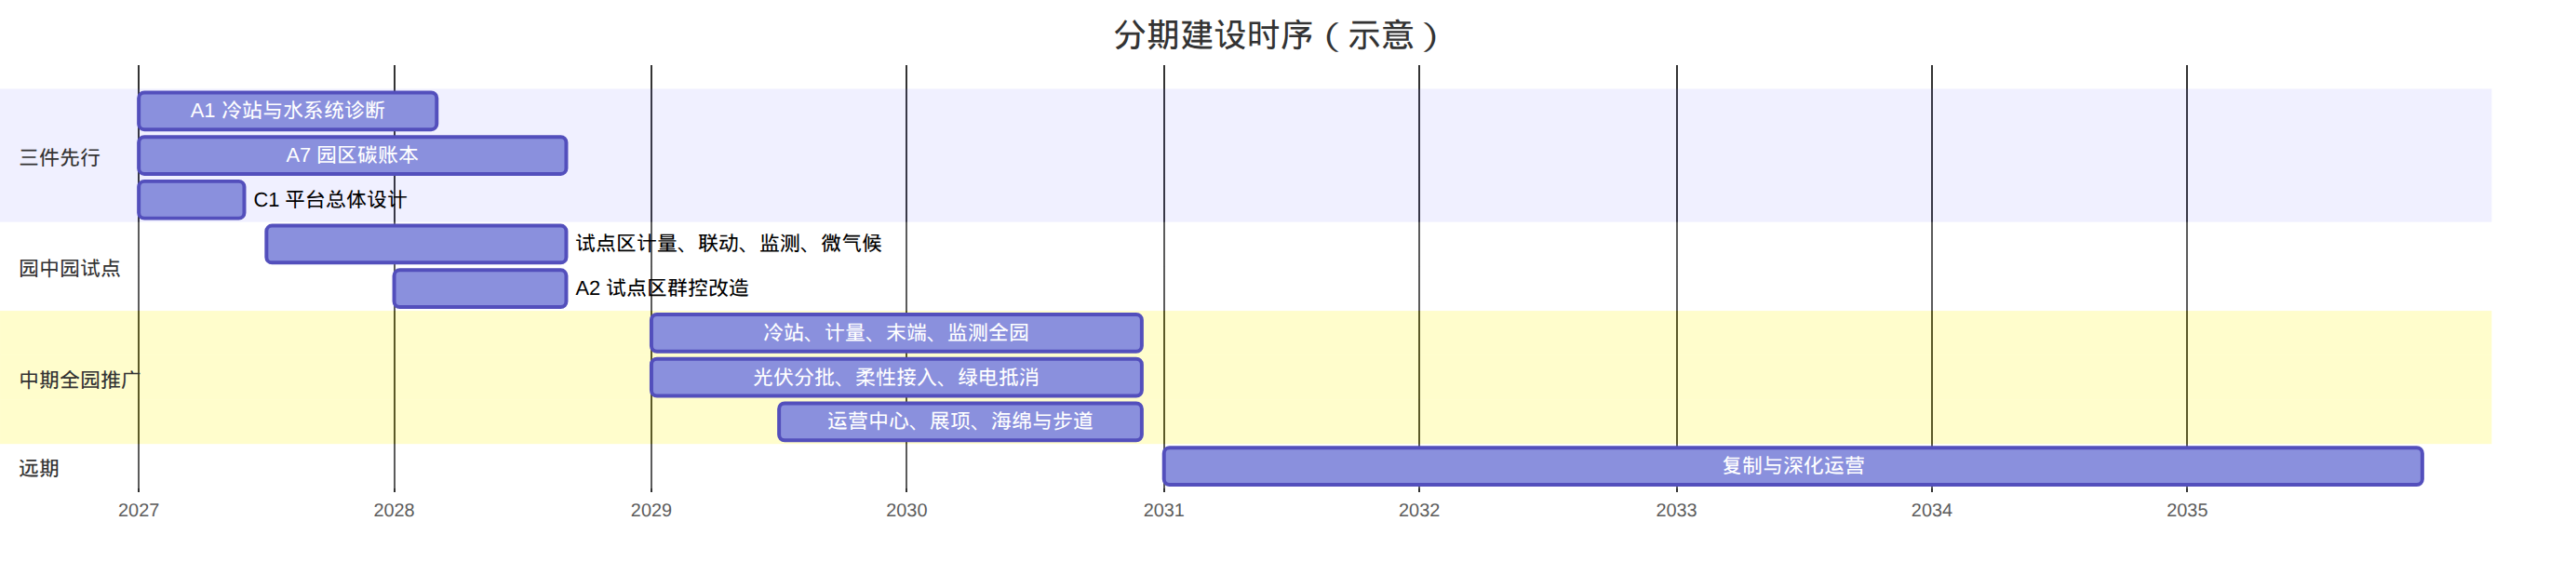 分期建设时序（示意）
三件先行
A1 冷站与水系统诊断
A7 园区碳账本
C1 平台总体设计
园中园试点
试点区计量、联动、监测、微气候
A2 试点区群控改造
中期全园推广
冷站、计量、末端、监测全园
光伏分批、柔性接入、绿电抵消
运营中心、展项、海绵与步道
远期
复制与深化运营
2027 2028 2029 2030 2031 2032 2033 2034 2035